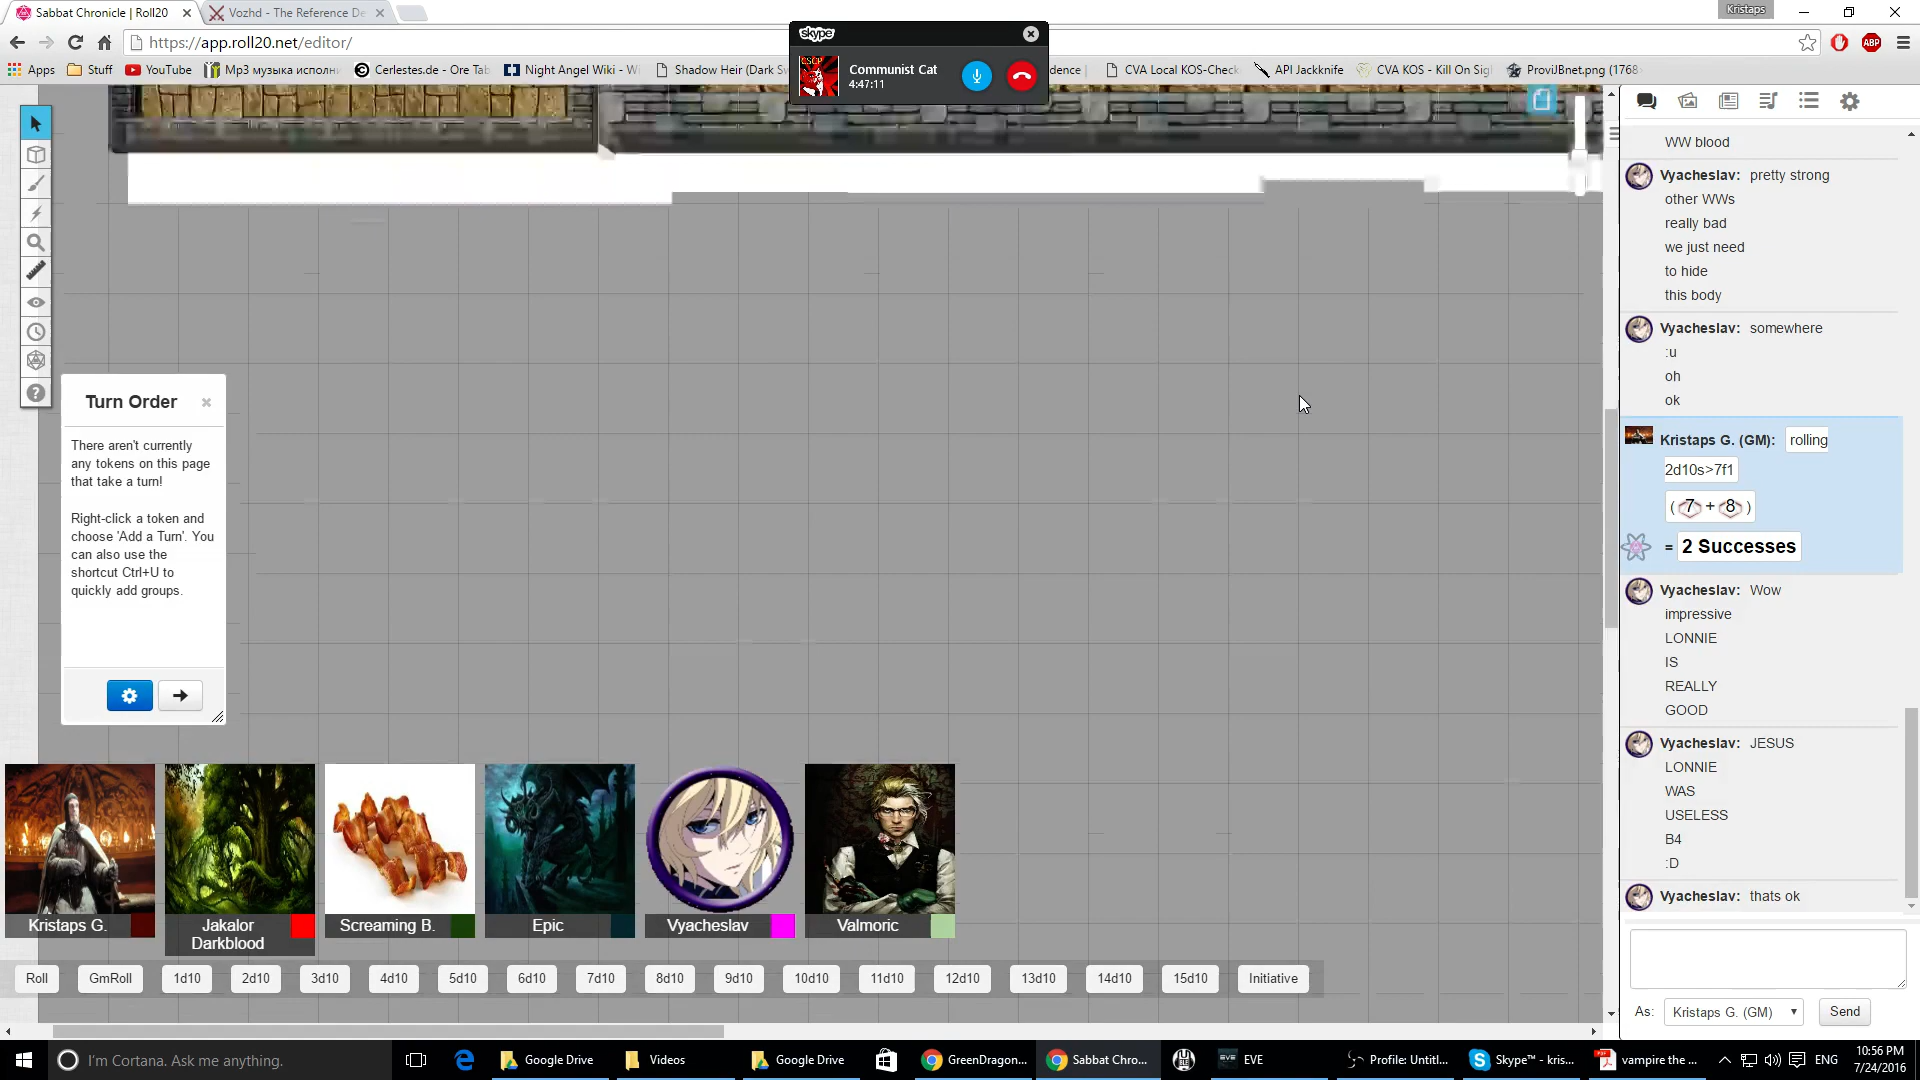 Sabbat Chronicle | Roll20
Vozhd - The Reference De
Kristaps
https://app.roll20.net/editor/
Apps
Stuff
YouTube
Mp3 музыка исполни
Cerlestes.de - Ore Tab
Night Angel Wiki - Wi
Shadow Heir (Dark Sw
dence |
CVA Local KOS-Check
API Jackknife
CVA KOS - Kill On Sigh
ProviJBnet.png (1768×
ABP
skype
Communist Cat
4:47:11
WW blood
Vyacheslav: pretty strong
other WWs
really bad
we just need
to hide
this body
Vyacheslav: somewhere
:u
oh
ok
Kristaps G. (GM): rolling
2d10s>7f1
(7+8)
= 2 Successes
Vyacheslav: Wow
impressive
LONNIE
IS
REALLY
GOOD
Vyacheslav: JESUS
LONNIE
WAS
USELESS
B4
:D
Vyacheslav: thats ok
As: Kristaps G. (GM)
Send
Turn Order
There aren't currently
any tokens on this page
that take a turn!
Right-click a token and
choose 'Add a Turn'. You
can also use the
shortcut Ctrl+U to
quickly add groups.
Kristaps G.
Jakalor
Darkblood
Screaming B.
Epic
Vyacheslav
Valmoric
Roll
GmRoll
1d10
2d10
3d10
4d10
5d10
6d10
7d10
8d10
9d10
10d10
11d10
12d10
13d10
14d10
15d10
Initiative
I'm Cortana. Ask me anything.
Google Drive
Videos
Google Drive
GreenDragon...
Sabbat Chro...
EVE
Profile: Untitl...
Skype™ - kris...
vampire the ...
ENG
10:56 PM
7/24/2016